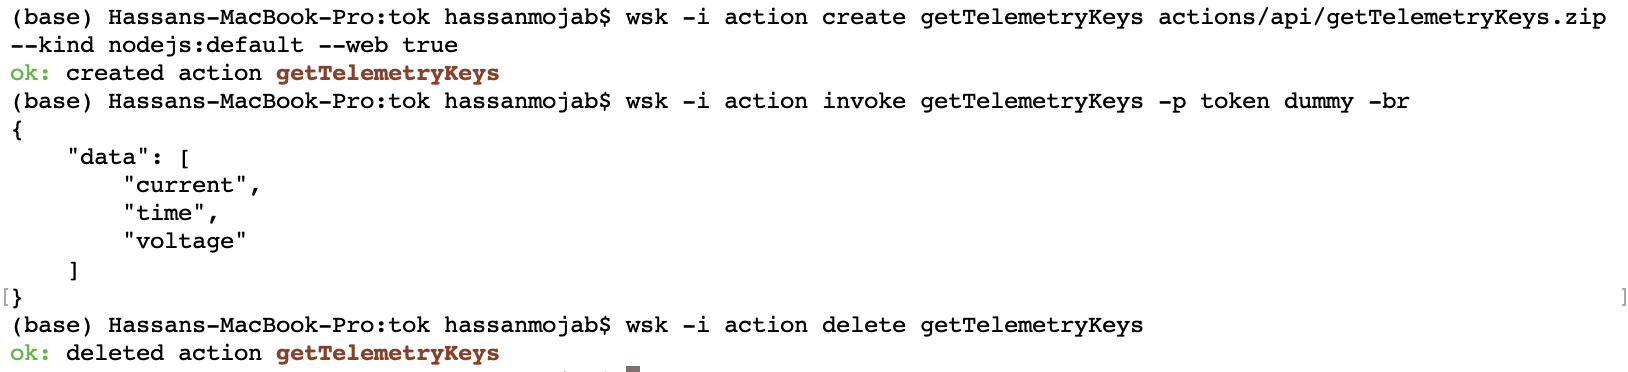 (base) Hassans-MacBook-Pro:tok hassanmojab$ wsk -i action create getTelemetryKeys actions/api/getTelemetryKeys.zip
--kind nodejs:default --web true
ok: created action getTelemetryKeys
(base) Hassans-MacBook-Pro:tok hassanmojab$ wsk -i action invoke getTelemetryKeys -p token dummy -br
{
    "data": [
        "current",
        "time",
        "voltage"
    ]
[}                                                                                                                  ]
(base) Hassans-MacBook-Pro:tok hassanmojab$ wsk -i action delete getTelemetryKeys
ok: deleted action getTelemetryKeys